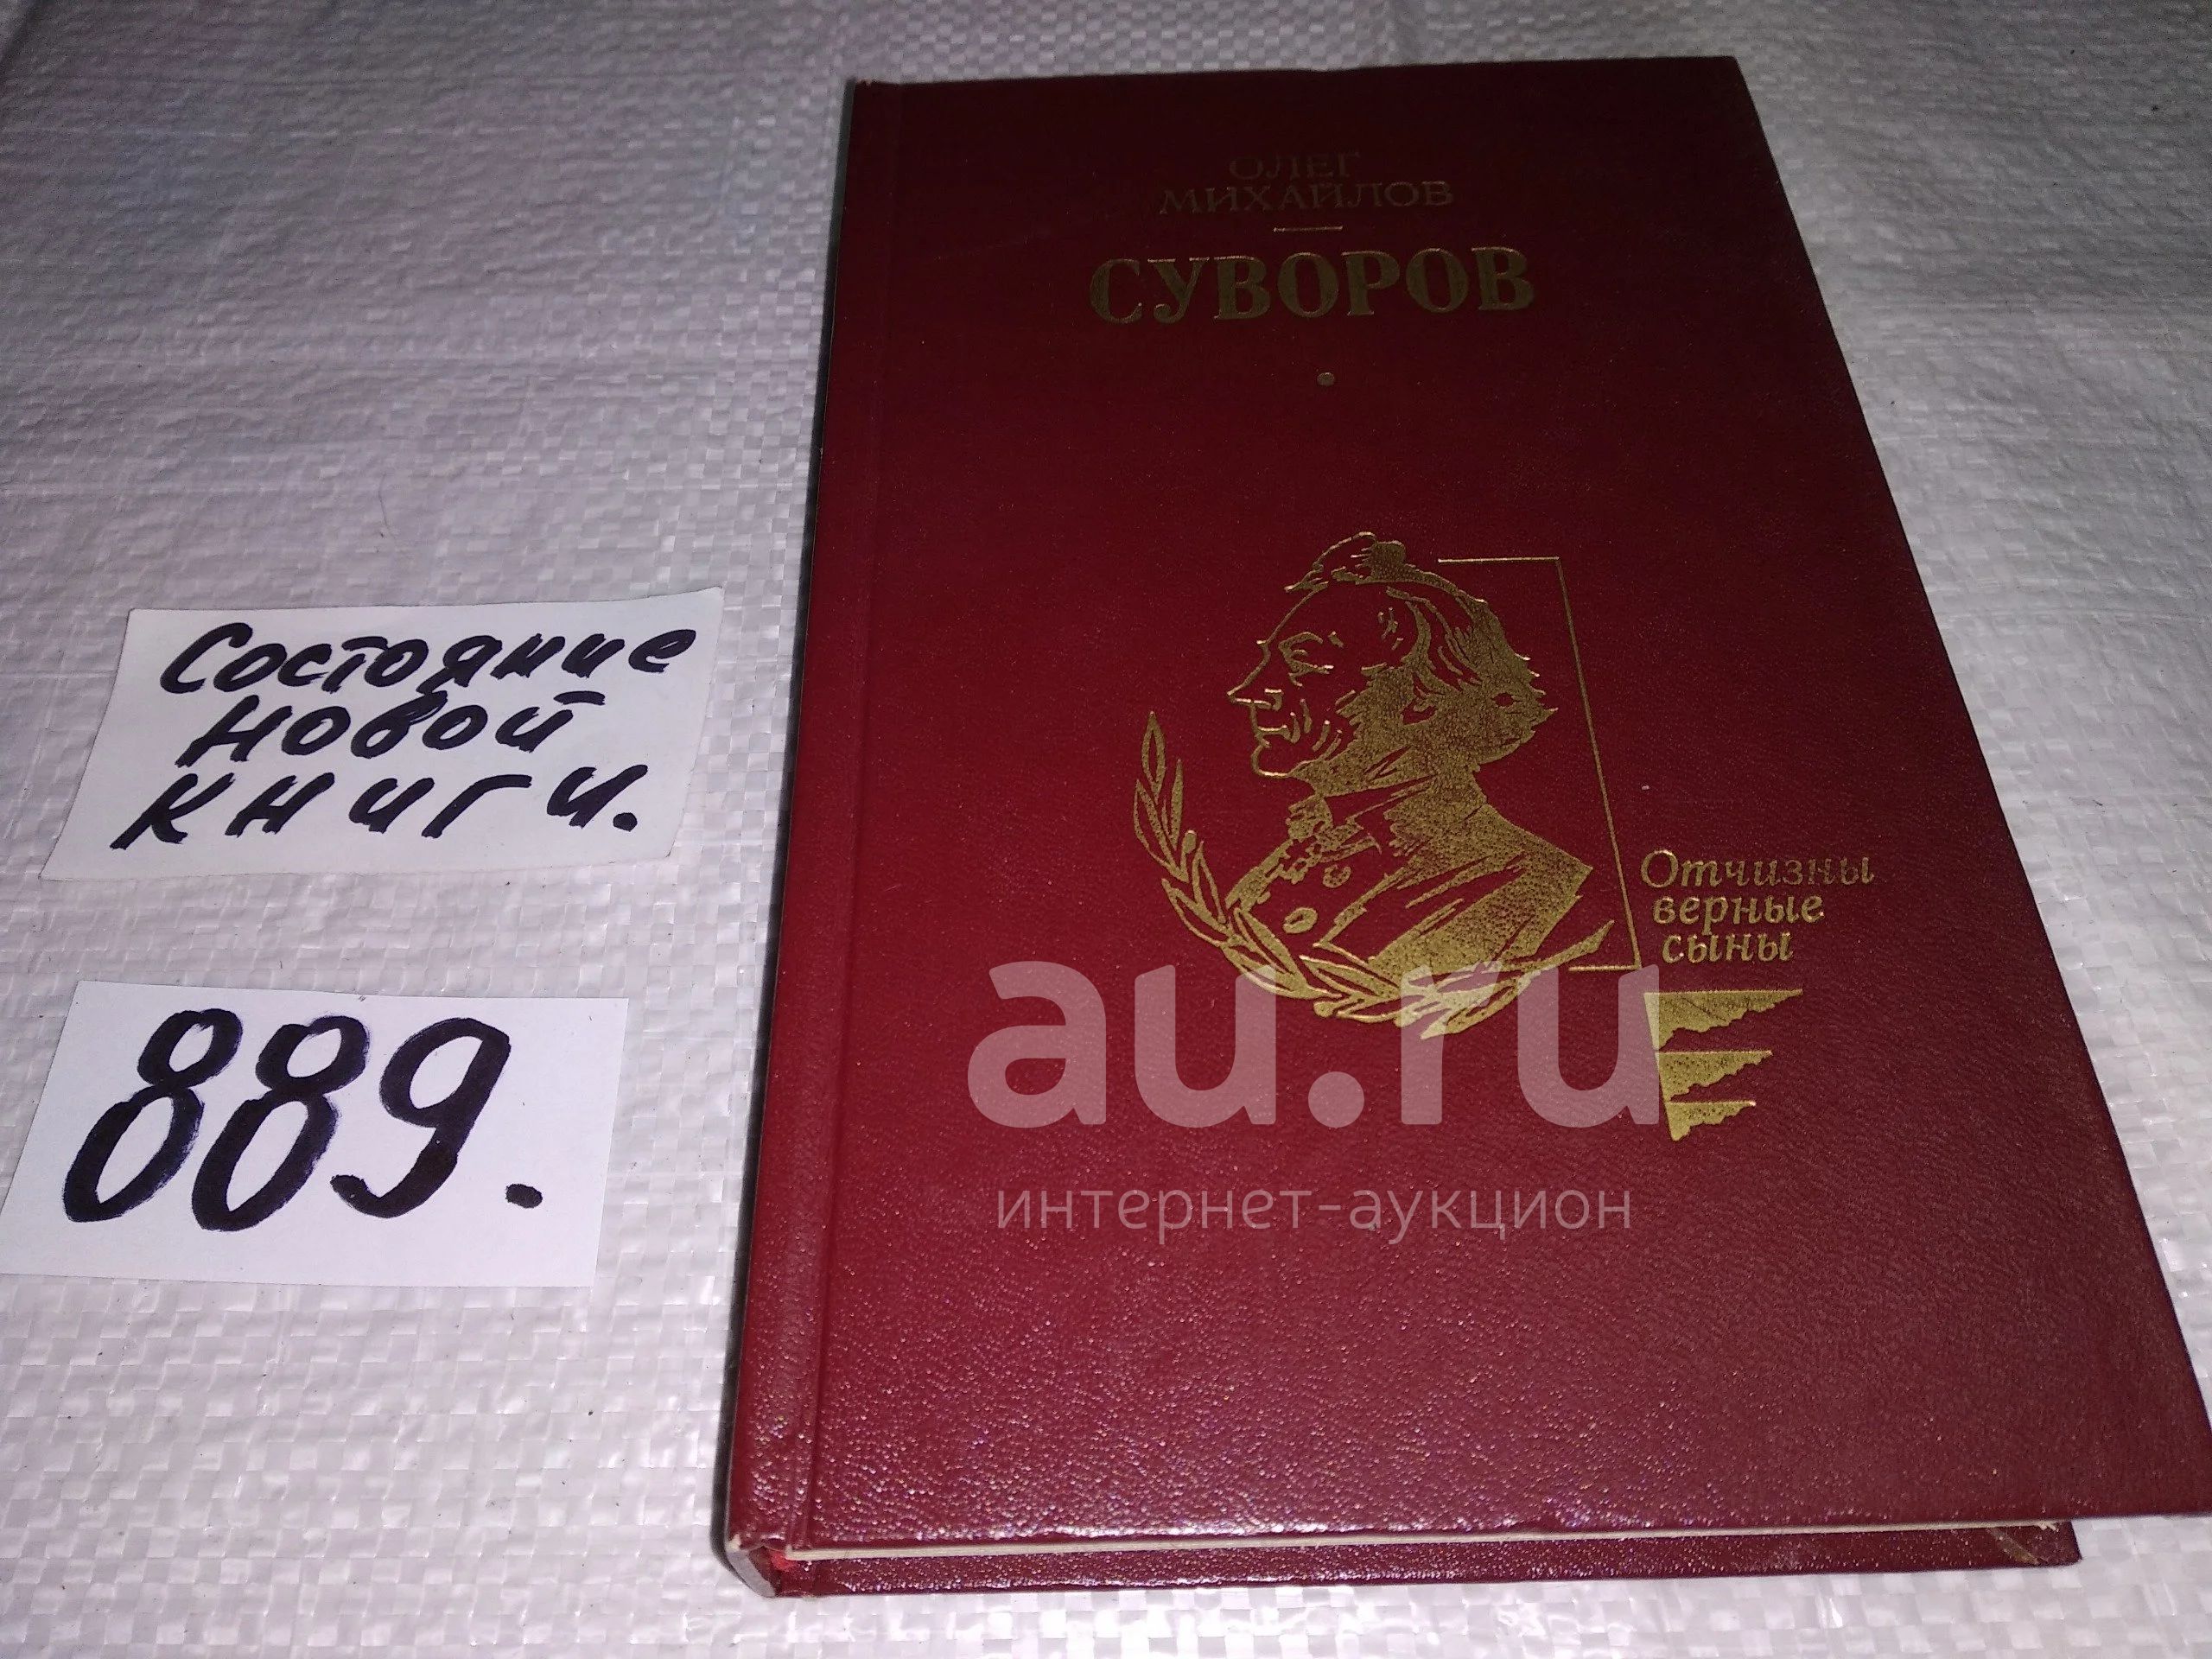 ОЛЕГ
МИХАЙЛОВ
СУВОРОВ
Состояние
новой
книги.
Отчизны
верные
сыны
889.
au.ru
интернет-аукцион